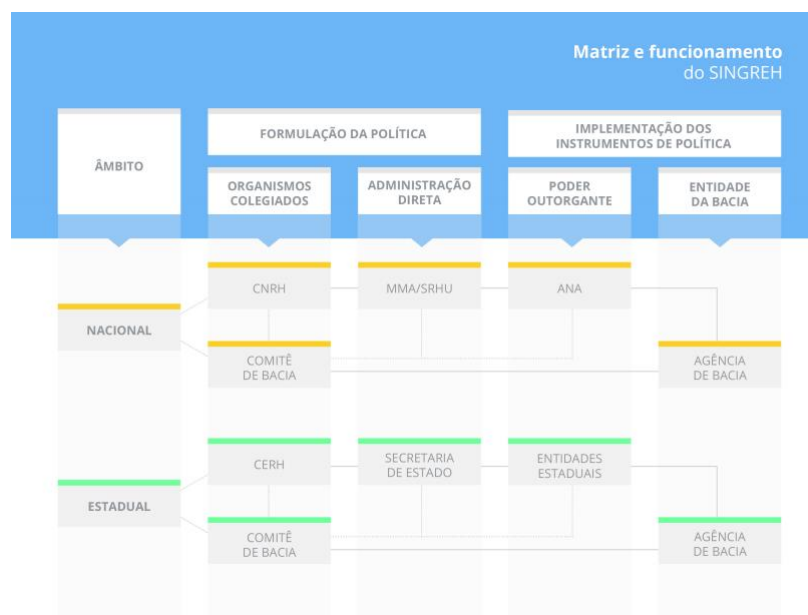 Matriz e funcionamento
do SINGREH
ÂMBITO
FORMULAÇÃO DA POLÍTICA
IMPLEMENTAÇÃO DOS
INSTRUMENTOS DE POLÍTICA
ORGANISMOS
COLEGIADOS
ADMINISTRAÇÃO
DIRETA
PODER
OUTORGANTE
ENTIDADE
DA BACIA
NACIONAL
CNRH
MMA/SRHU
ANA
COMITÊ
DE BACIA
AGÊNCIA
DE BACIA
ESTADUAL
CERH
SECRETARIA
DE ESTADO
ENTIDADES
ESTADUAIS
COMITÊ
DE BACIA
AGÊNCIA
DE BACIA